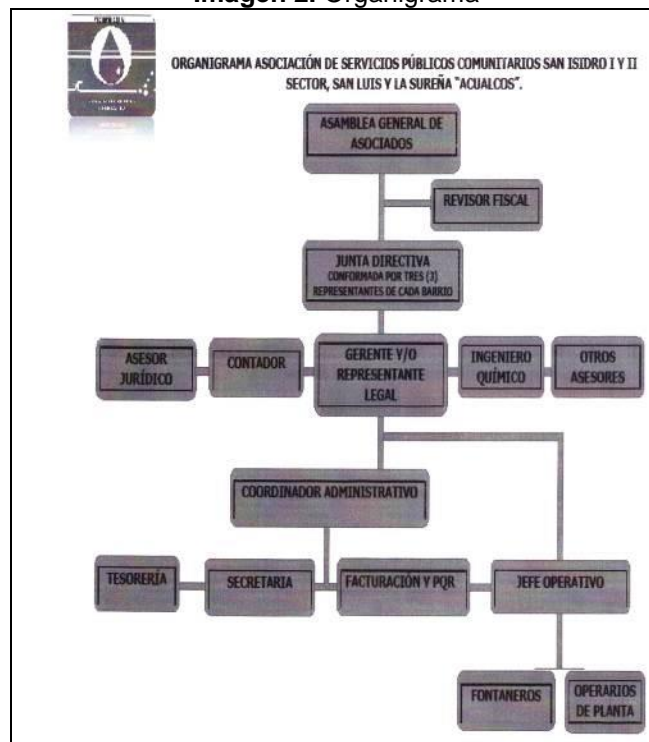 Imagen 2. Organigrama
ORGANIGRAMA ASOCIACIÓN DE SERVICIOS PÚBLICOS COMUNITARIOS SAN ISIDRO I Y II
SECTOR, SAN LUIS Y LA SUREÑA "ACUALCOS".
ASAMBLEA GENERAL DE
ASOCIADOS
REVISOR FISCAL
JUNTA DIRECTIVA
CONFORMADA POR TRES (3)
REPRESENTANTES DE CADA BARRIO
ASESOR
JURÍDICO
CONTADOR
GERENTE Y/O
REPRESENTANTE
LEGAL
INGENIERO
QUÍMICO
OTROS
ASESORES
COORDINADOR ADMINISTRATIVO
TESORERÍA
SECRETARIA
FACTURACIÓN Y PQR
JEFE OPERATIVO
FONTANEROS
OPERARIOS
DE PLANTA